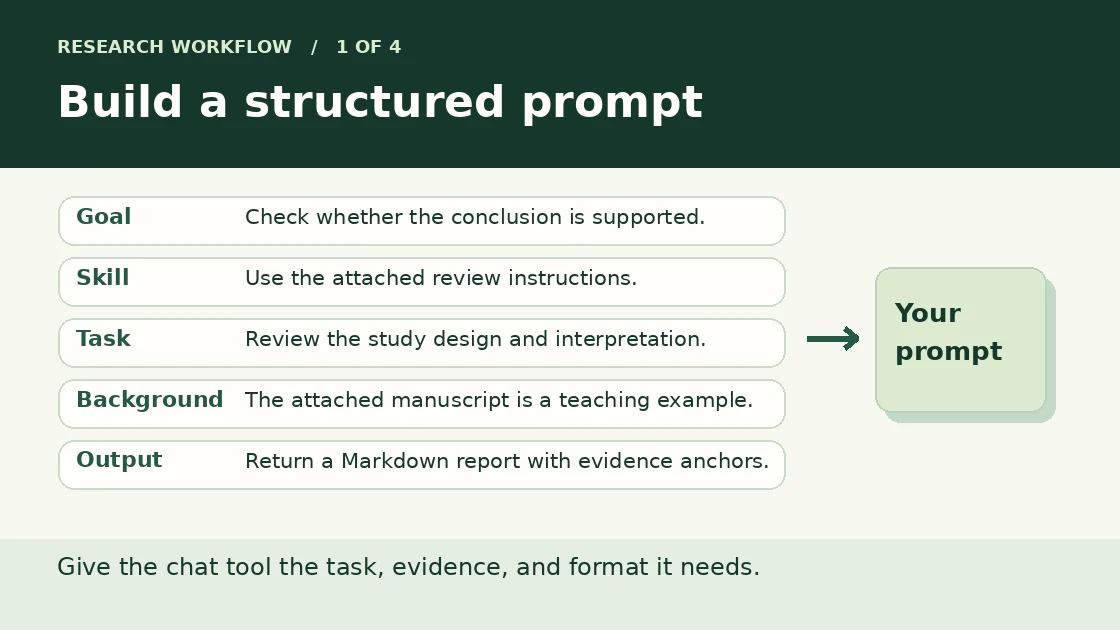 RESEARCH WORKFLOW / 1 OF 4
Build a structured prompt
Goal Check whether the conclusion is supported.
Skill Use the attached review instructions.
Task Review the study design and interpretation.
Background The attached manuscript is a teaching example.
Output Return a Markdown report with evidence anchors.
Your
prompt
Give the chat tool the task, evidence, and format it needs.